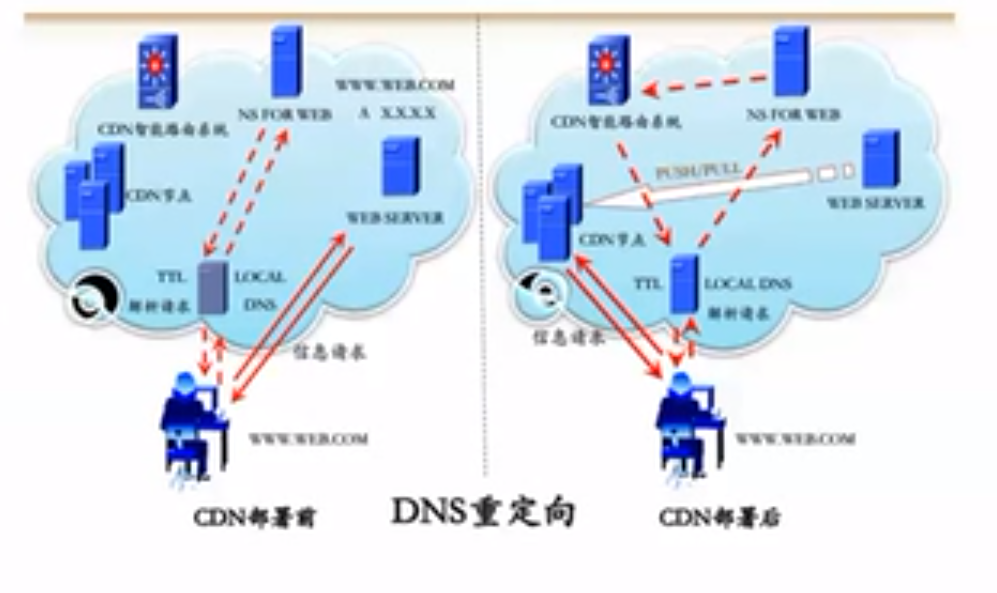 WWW.WEB.COM
NS FOR WEB
A XXXX
CDN智能路由系统
CDN节点
WEB SERVER
TTL
LOCAL
解析请求
DNS
信息请求
WWW.WEB.COM
CDN部署前
NS FOR WEB
CDN智能路由系统
PUSH/PULL
WEB SERVER
CDN节点
TTL
LOCAL DNS
解析请求
信息请求
WWW.WEB.COM
CDN部署后
DNS重定向